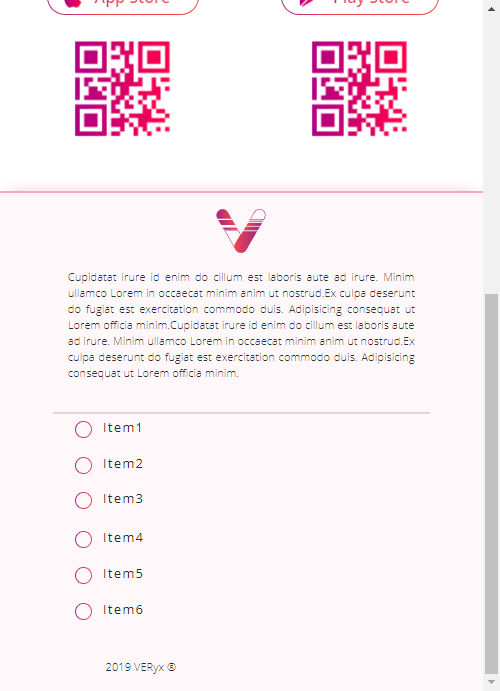 App Store
Play Store
Cupidatat irure id enim do cillum est laboris aute ad irure. Minim
ullamco Lorem in occaecat minim anim ut nostrud.Ex culpa deserunt
do fugiat est exercitation commodo duis. Adipisicing consequat ut
Lorem officia minim.Cupidatat irure id enim do cillum est laboris aute
ad irure. Minim ullamco Lorem in occaecat minim anim ut nostrud.Ex
culpa deserunt do fugiat est exercitation commodo duis. Adipisicing
consequat ut Lorem officia minim.
Item1
Item2
Item3
Item4
Item5
Item6
2019 VERyx ®